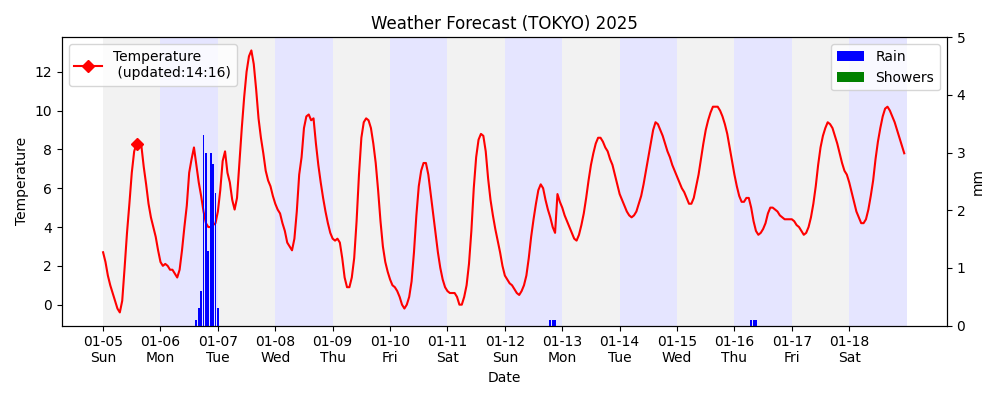 Weather Forecast (TOKYO) 2025
Temperature
(updated:14:16)
Rain
Showers
Temperature
12
10
8
6
4
2
0
5
4
3
2
1
0
mm
01-05 01-06 01-07 01-08 01-09 01-10 01-11 01-12 01-13 01-14 01-15 01-16 01-17 01-18
Sun Mon Tue Wed Thu Fri Sat Sun Mon Tue Wed Thu Fri Sat
Date